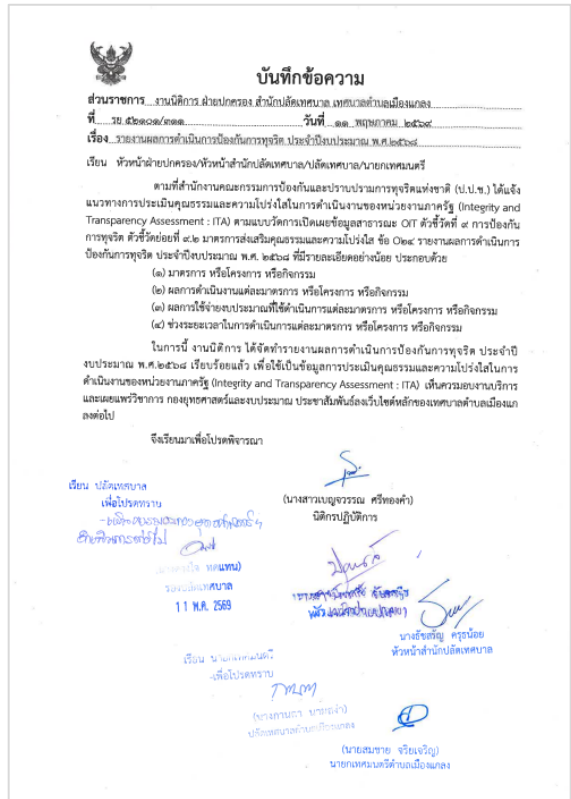 บันทึกข้อความ
ส่วนราชการ งานนิติการ ฝ่ายปกครอง สำนักปลัดเทศบาล เทศบาลตำบลเมืองแกลง
ที่ รย ๕๒๑๐๑/๓๑๑ วันที่ ๑๑ พฤษภาคม ๒๕๖๙
เรื่อง รายงานผลการดำเนินการป้องกันการทุจริต ประจำปีงบประมาณ พ.ศ.๒๕๖๘
เรียน หัวหน้าฝ่ายปกครอง/หัวหน้าสำนักปลัดเทศบาล/ปลัดเทศบาล/นายกเทศมนตรี
ตามที่สำนักงานคณะกรรมการป้องกันและปราบปรามการทุจริตแห่งชาติ (ป.ป.ช.) ได้แจ้ง
แนวทางการประเมินคุณธรรมและความโปร่งใสในการดำเนินงานของหน่วยงานภาครัฐ (Integrity and
Transparency Assessment : ITA) ตามแบบวัดการเปิดเผยข้อมูลสาธารณะ OIT ตัวชี้วัดที่ ๙ การป้องกัน
การทุจริต ตัวชี้วัดย่อยที่ ๙.๒ มาตรการส่งเสริมคุณธรรมและความโปร่งใส ข้อ O๒๔ รายงานผลการดำเนินการ
ป้องกันการทุจริต ประจำปีงบประมาณ พ.ศ. ๒๕๖๘ ที่มีรายละเอียดอย่างน้อย ประกอบด้วย
(๑) มาตรการ หรือโครงการ หรือกิจกรรม
(๒) ผลการดำเนินงานแต่ละมาตรการ หรือโครงการ หรือกิจกรรม
(๓) ผลการใช้จ่ายงบประมาณที่ใช้ดำเนินการแต่ละมาตรการ หรือโครงการ หรือกิจกรรม
(๔) ช่วงระยะเวลาในการดำเนินการแต่ละมาตรการ หรือโครงการ หรือกิจกรรม
ในการนี้ งานนิติการ ได้จัดทำรายงานผลการดำเนินการป้องกันการทุจริต ประจำปี
งบประมาณ พ.ศ.๒๕๖๘ เรียบร้อยแล้ว เพื่อใช้เป็นข้อมูลการประเมินคุณธรรมและความโปร่งใสในการ
ดำเนินงานของหน่วยงานภาครัฐ (Integrity and Transparency Assessment : ITA) เห็นควรมอบงานบริการ
และเผยแพร่วิชาการ กองยุทธศาสตร์และงบประมาณ ประชาสัมพันธ์ลงเว็บไซต์หลักของเทศบาลตำบลเมืองแก
ลงต่อไป
จึงเรียนมาเพื่อโปรดพิจารณา
(นางสาวเบญจวรรณ ศรีทองคำ)
นิติกรปฏิบัติการ
เรียน ปลัดเทศบาล
เพื่อโปรดทราบ
รองปลัดเทศบาล
11 พ.ค. 2569
นางธัชสรัญ ครุธน้อย
หัวหน้าสำนักปลัดเทศบาล
เรียน นายกเทศมนตรี
-เพื่อโปรดทราบ
ปลัดเทศบาลตำบลเมืองแกลง
(นายสมชาย จริยเจริญ)
นายกเทศมนตรีตำบลเมืองแกลง